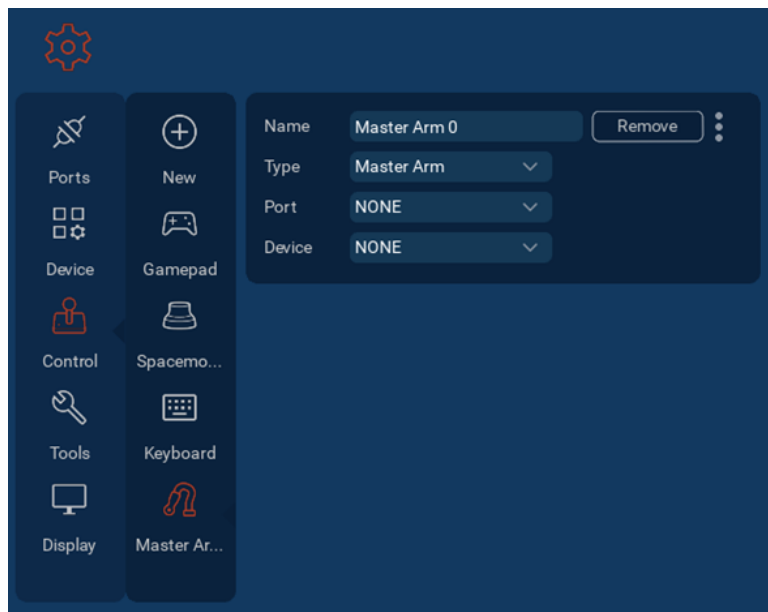 Ports
Device
Control
Tools
Display
New
Gamepad
Spacemo...
Keyboard
Master Ar...
Name Master Arm 0 Remove
Type Master Arm
Port NONE
Device NONE